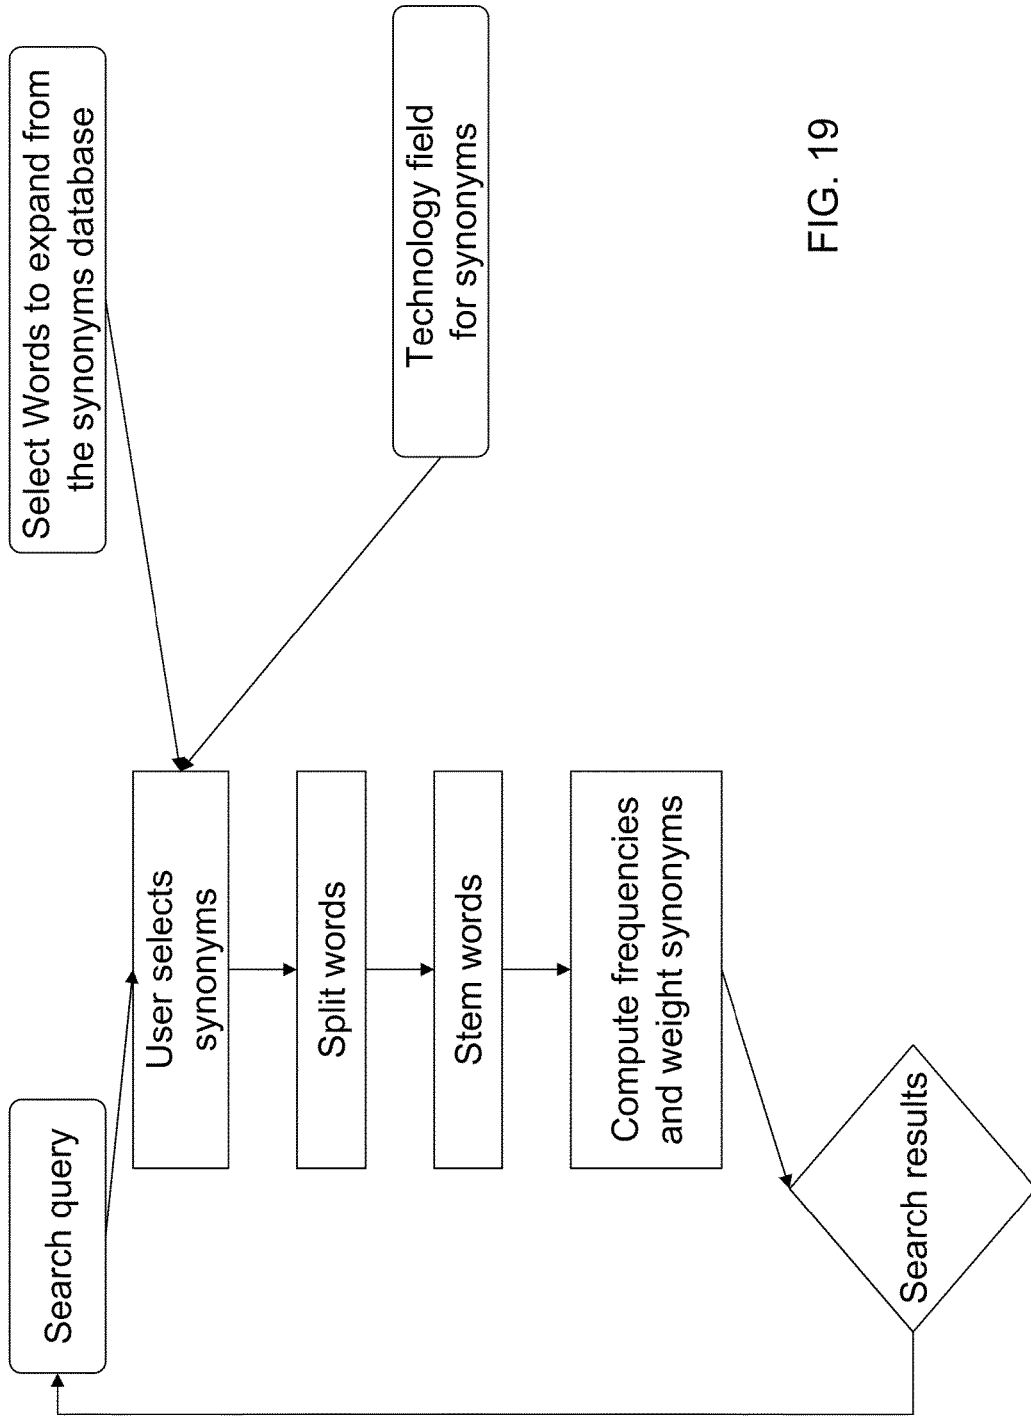 Search query
Select Words to expand from
the synonyms database
User selects
synonyms
Technology field
for synonyms
Split words
Stem words
Compute frequencies
and weight synonyms
Search results
FIG. 19